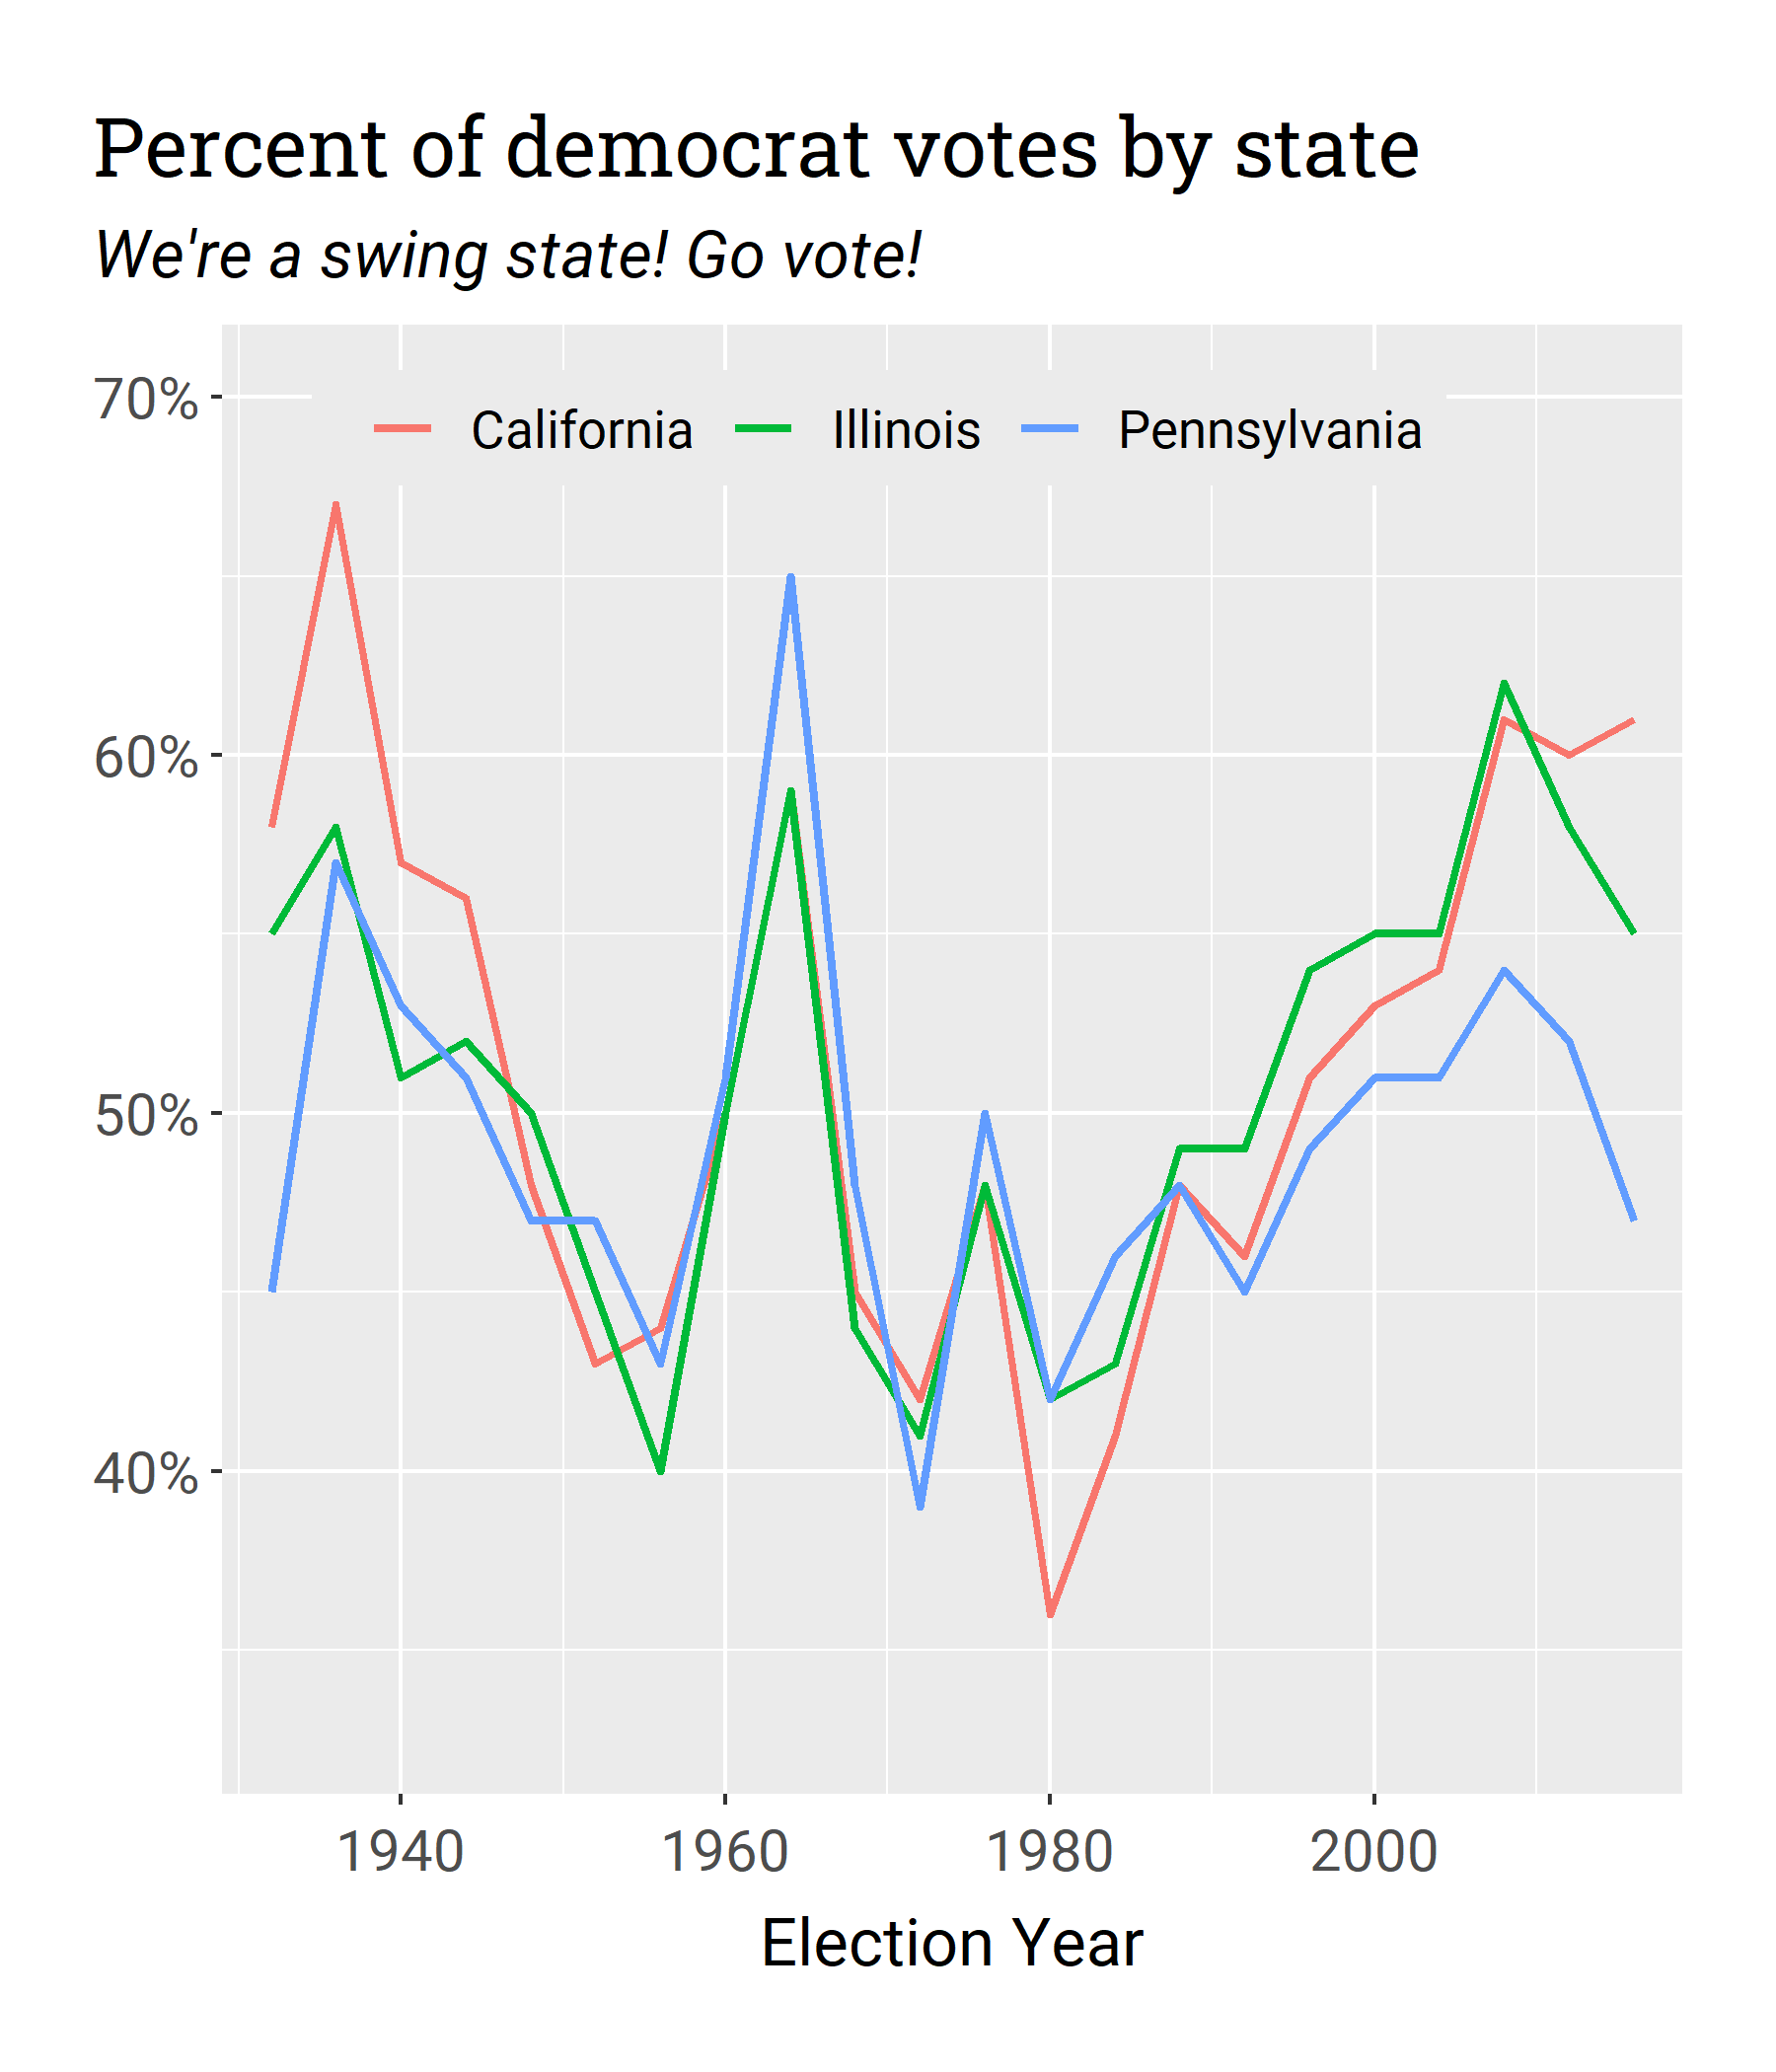 Percent of democrat votes by state
We're a swing state! Go vote!
70%
California Illinois Pennsylvania
60%
50%
40%
1940 1960 1980 2000
Election Year